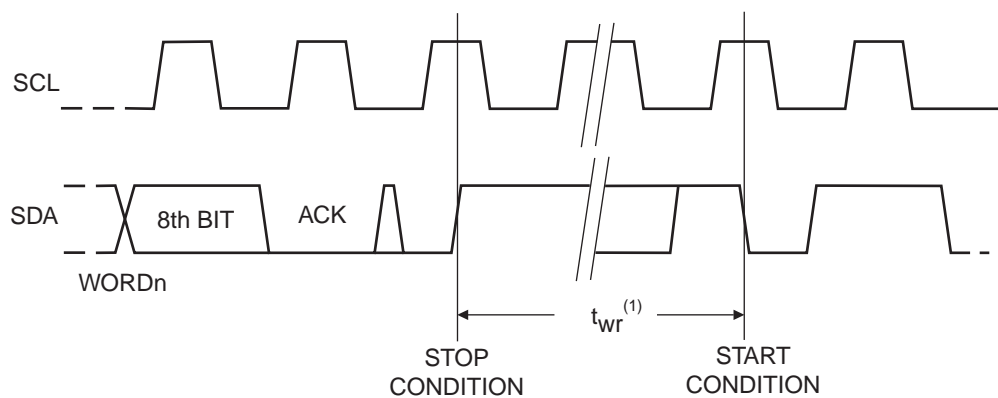 SCL
SDA
8th BIT
ACK
WORDn
twr(1)
STOP
CONDITION
START
CONDITION